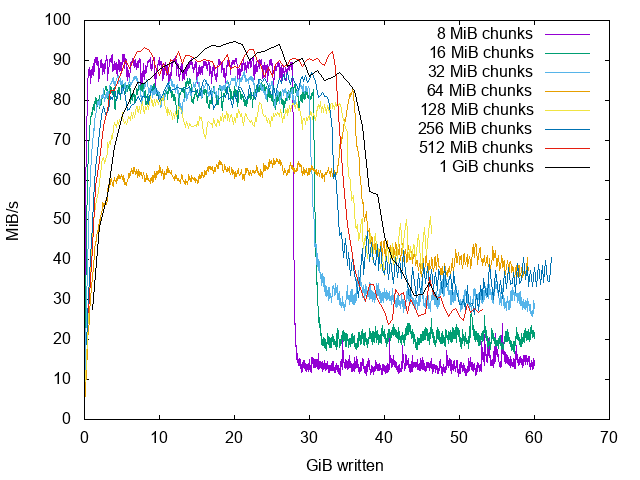 100
90
80
70
60
50
40
30
20
10
0
MiB/s
8 MiB chunks
16 MiB chunks
32 MiB chunks
64 MiB chunks
128 MiB chunks
256 MiB chunks
512 MiB chunks
1 GiB chunks
0 10 20 30 40 50 60 70
GiB written